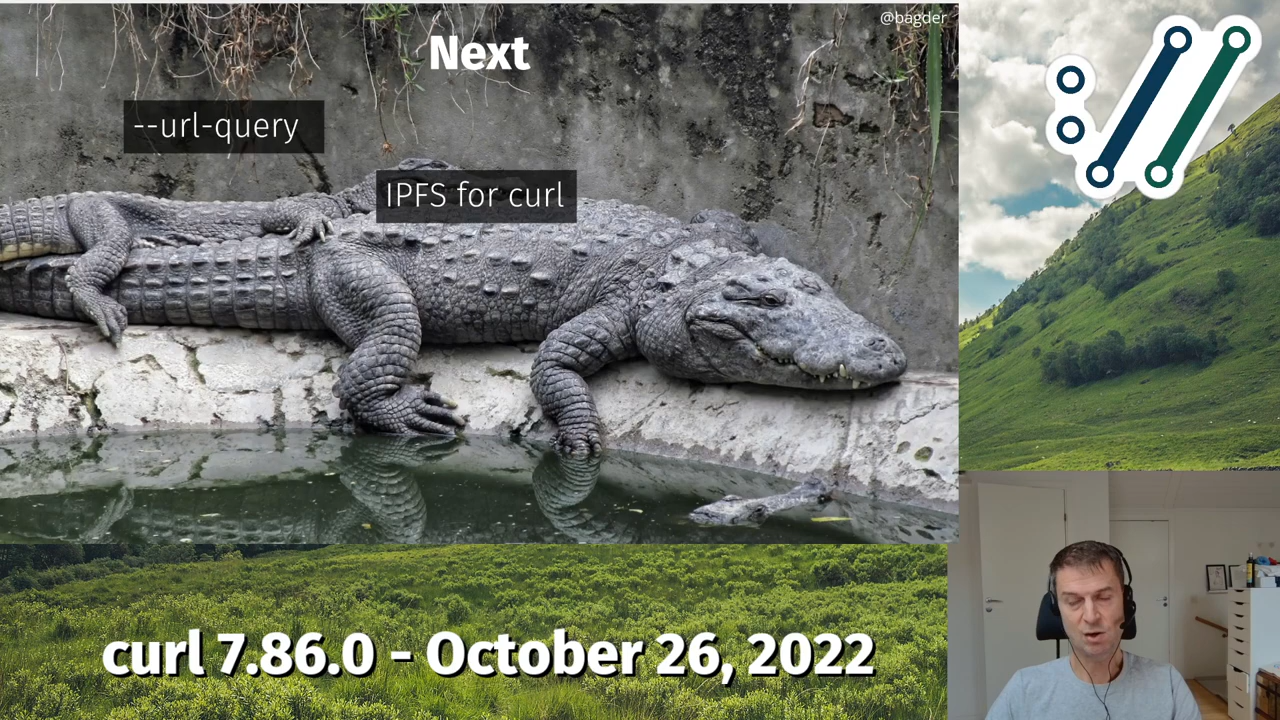 @bagder
Next
--url-query
IPFS for curl
curl 7.86.0 - October 26, 2022